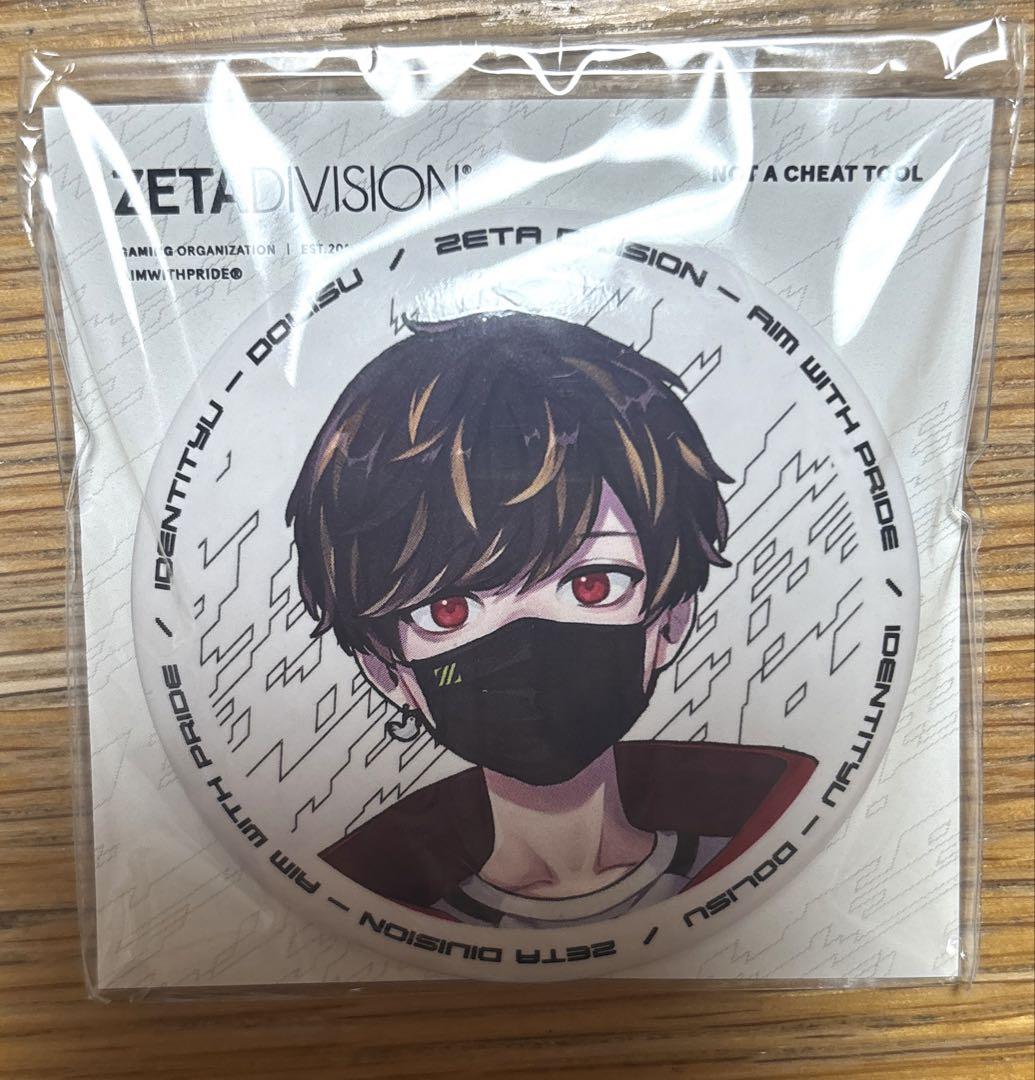 ZETADIVISION®
NOT A CHEAT TOOL
GAMING ORGANIZATION | EST.20
AIMWITHPRIDE®
ZETA DIVISION — AIM WITH PRIDE / IDENTITYV — DOLISU / ZETA DIVISION — AIM WITH PRIDE / IDENTITYV — DOLISU /
Z